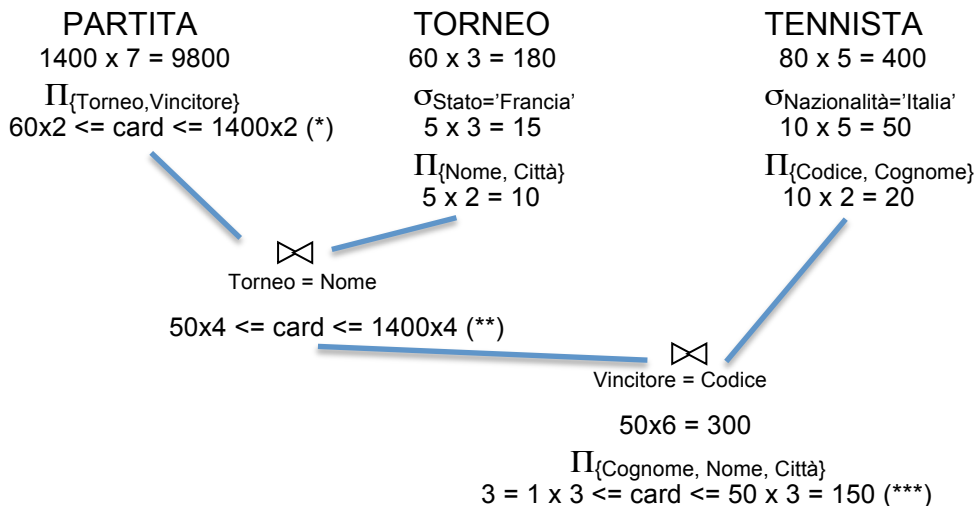 PARTITA TORNEO TENNISTA
1400 x 7 = 9800 60 x 3 = 180 80 x 5 = 400
Π{Torneo,Vincitore} σStato='Francia' σNazionalità='Italia'
60x2 <= card <= 1400x2 (*) 5 x 3 = 15 10 x 5 = 50
Π{Nome, Città} Π{Codice, Cognome}
5 x 2 = 10 10 x 2 = 20
⋈
Torneo = Nome
50x4 <= card <= 1400x4 (**)
⋈
Vincitore = Codice
50x6 = 300
Π{Cognome, Nome, Città}
3 = 1 x 3 <= card <= 50 x 3 = 150 (***)